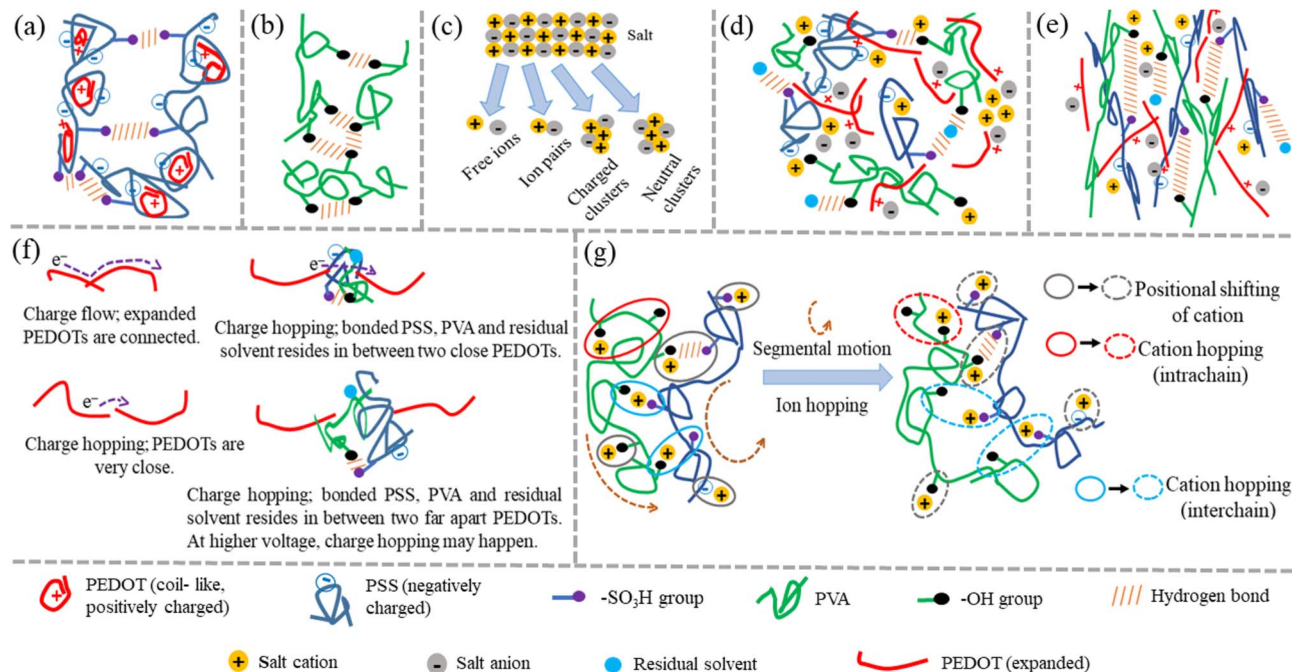 (a)
(b)
(c)
Salt
Free ions
Ion pairs
Charged
clusters
Neutral
clusters
(d)
(e)
(f)
e⁻
Charge flow; expanded
PEDOTs are connected.
e⁻
Charge hopping; bonded PSS, PVA and residual
solvent resides in between two close PEDOTs.
e⁻
Charge hopping; PEDOTs are
very close.
Charge hopping; bonded PSS, PVA and residual
solvent resides in between two far apart PEDOTs.
At higher voltage, charge hopping may happen.
(g)
Segmental motion
Ion hopping
Positional shifting
of cation
Cation hopping
(intrachain)
Cation hopping
(interchain)
PEDOT (coil- like,
positively charged)
PSS (negatively
charged)
-SO₃H group
PVA
-OH group
Hydrogen bond
Salt cation
Salt anion
Residual solvent
PEDOT (expanded)